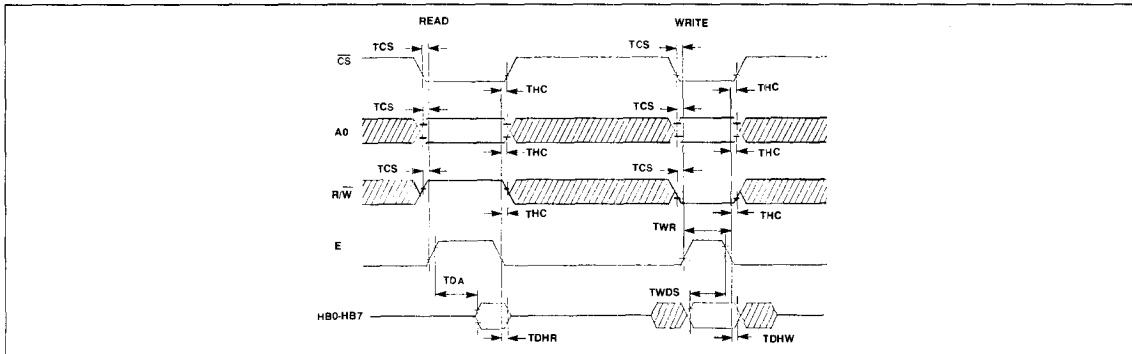 READ WRITE
TCS TCS
C̅S̅
THC THC
TCS TCS
A0
THC THC
TCS TCS
R/W̅
THC THC
TWR
E
TDA TWDS
HB0-HB7
TDHR TDHW